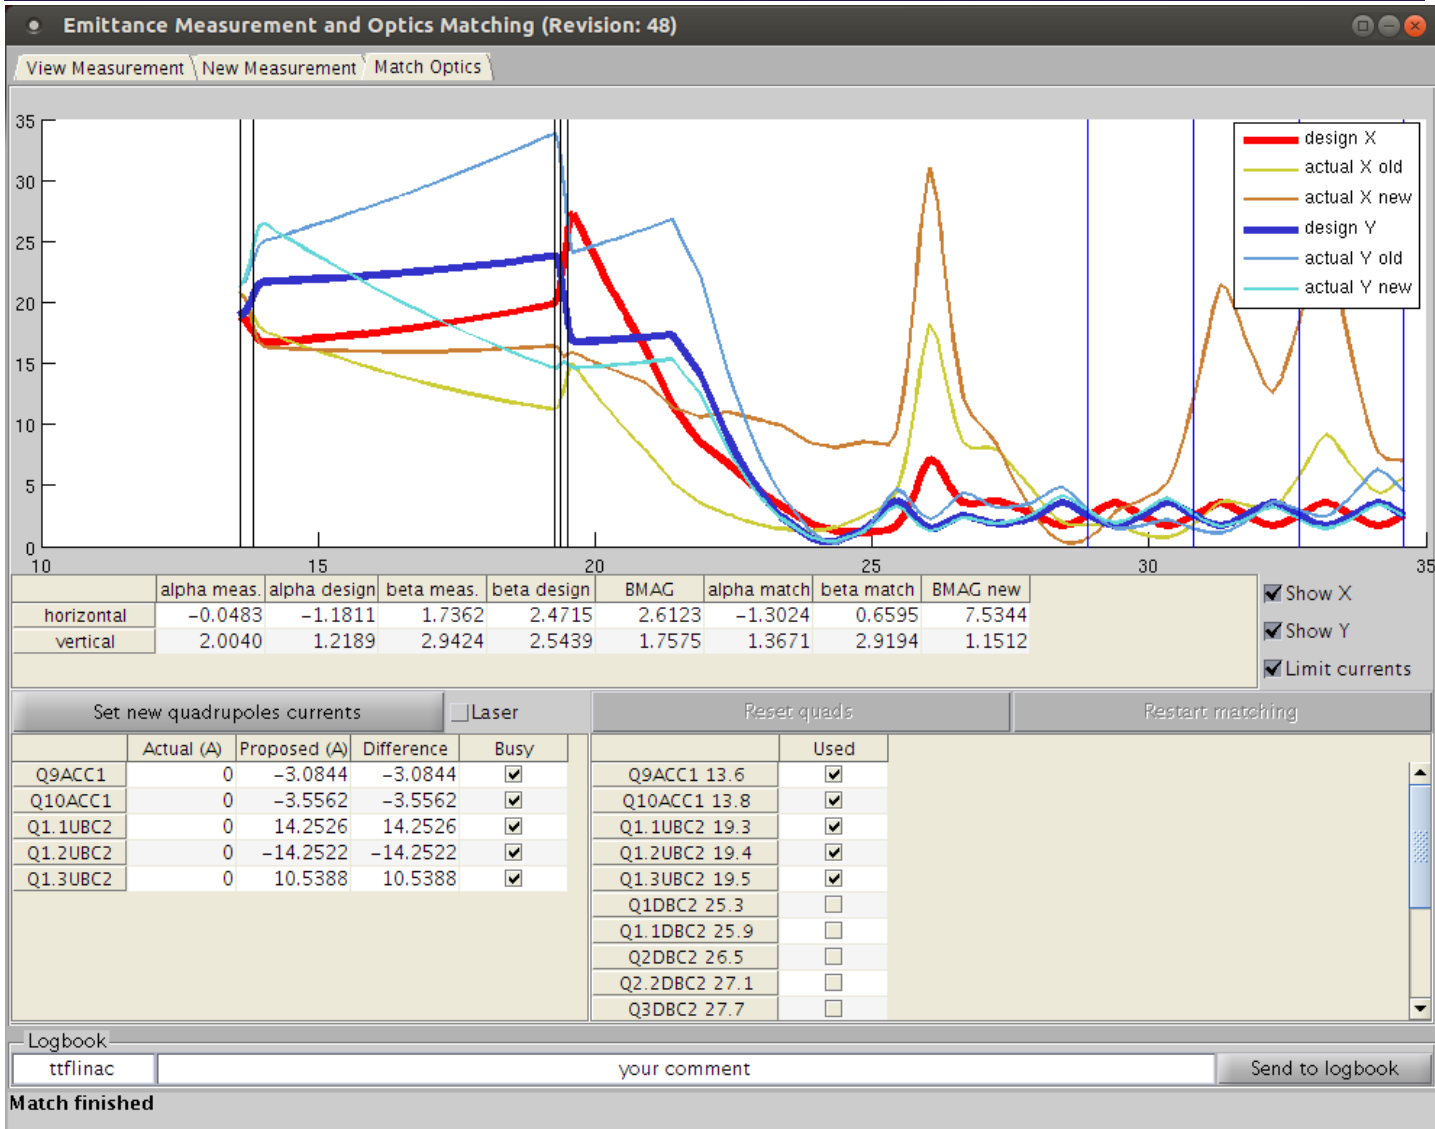 Emittance Measurement and Optics Matching (Revision: 48)
View Measurement New Measurement Match Optics
35
30
25
20
15
10
5
0
10 15 20 25 30 35
design X
actual X old
actual X new
design Y
actual Y old
actual Y new
alpha meas. alpha design beta meas. beta design BMAG alpha match beta match BMAG new
horizontal −0.0483 −1.1811 1.7362 2.4715 2.6123 −1.3024 0.6595 7.5344
vertical 2.0040 1.2189 2.9424 2.5439 1.7575 1.3671 2.9194 1.1512
Show X
Show Y
Limit currents
Set new quadrupoles currents Laser Reset quads Restart matching
Actual (A) Proposed (A) Difference Busy
Q9ACC1 0 −3.0844 −3.0844
Q10ACC1 0 −3.5562 −3.5562
Q1.1UBC2 0 14.2526 14.2526
Q1.2UBC2 0 −14.2522 −14.2522
Q1.3UBC2 0 10.5388 10.5388
Used
Q9ACC1 13.6
Q10ACC1 13.8
Q1.1UBC2 19.3
Q1.2UBC2 19.4
Q1.3UBC2 19.5
Q1DBC2 25.3
Q1.1DBC2 25.9
Q2DBC2 26.5
Q2.2DBC2 27.1
Q3DBC2 27.7
Logbook
ttflinac your comment Send to logbook
Match finished